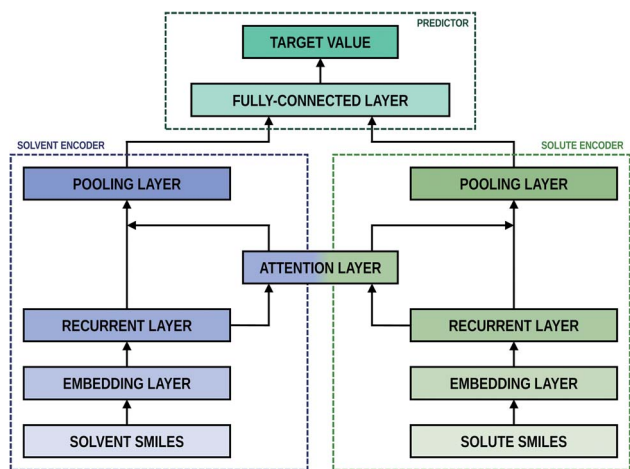 PREDICTOR
TARGET VALUE
FULLY-CONNECTED LAYER
SOLVENT ENCODER
SOLUTE ENCODER
POOLING LAYER
POOLING LAYER
ATTENTION LAYER
RECURRENT LAYER
RECURRENT LAYER
EMBEDDING LAYER
EMBEDDING LAYER
SOLVENT SMILES
SOLUTE SMILES